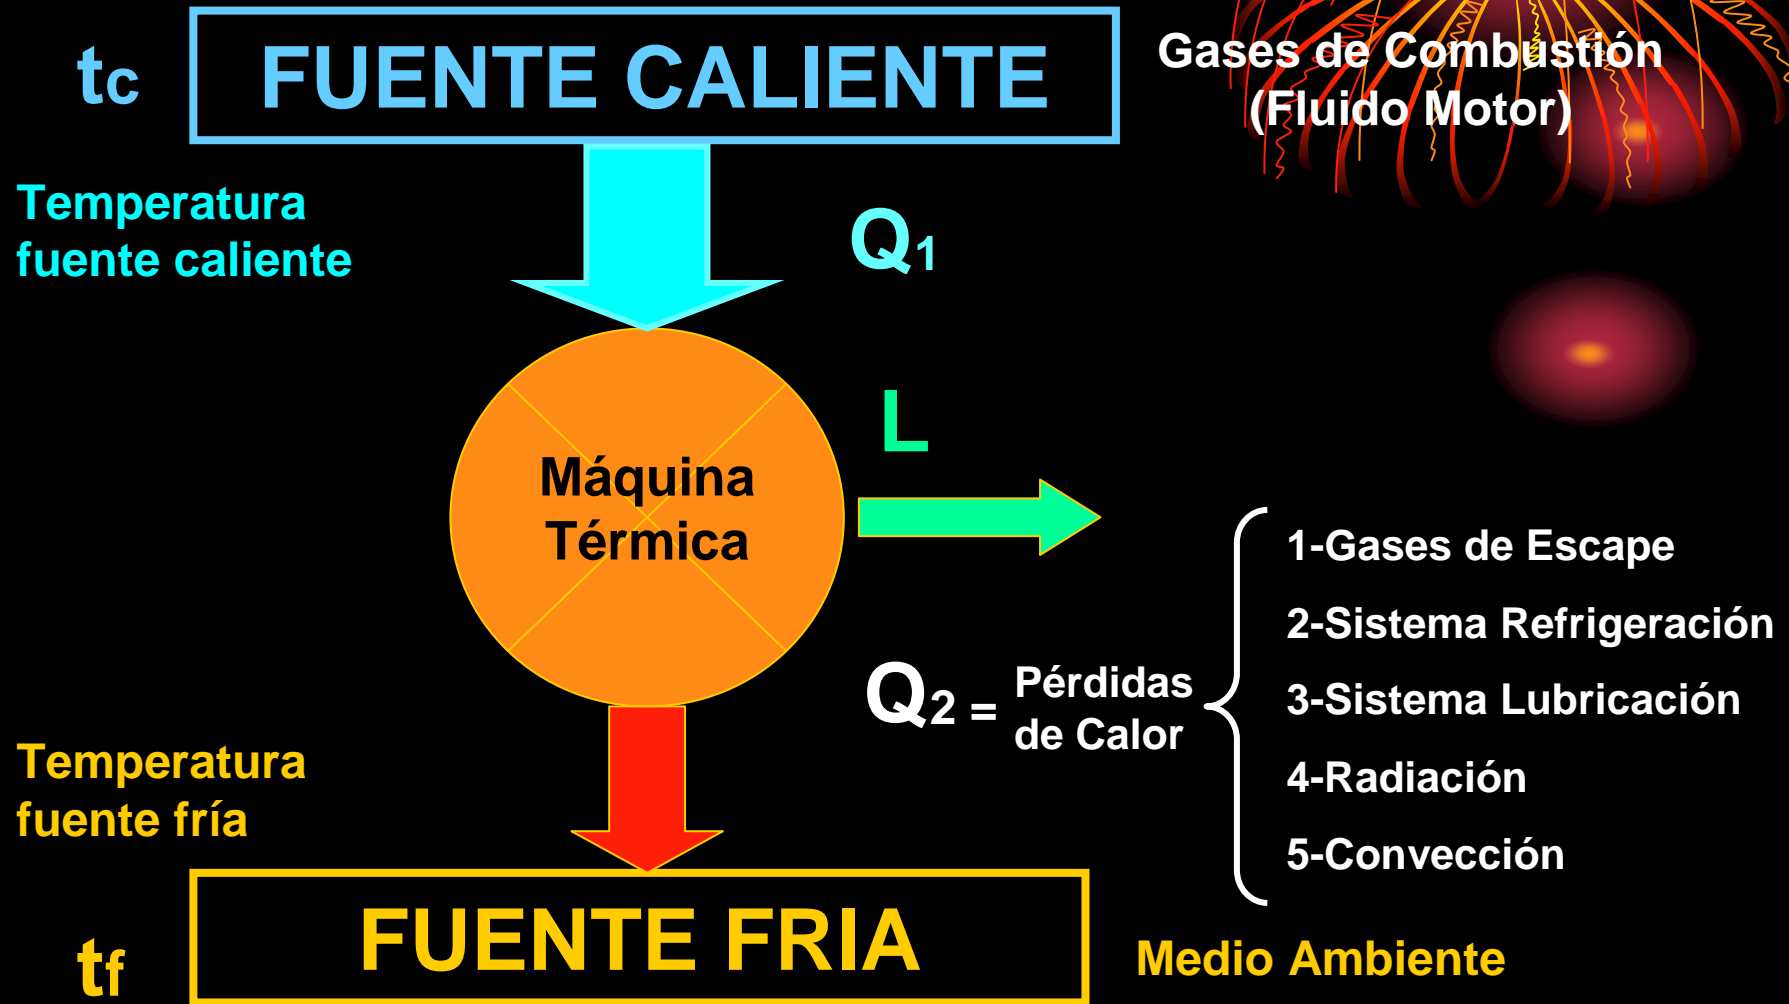 tc
FUENTE CALIENTE
Gases de Combustión
(Fluido Motor)
Temperatura
fuente caliente
Q1
L
Máquina
Térmica
Q2 = Pérdidas
de Calor
1-Gases de Escape
2-Sistema Refrigeración
3-Sistema Lubricación
4-Radiación
5-Convección
Temperatura
fuente fría
tf
FUENTE FRIA
Medio Ambiente